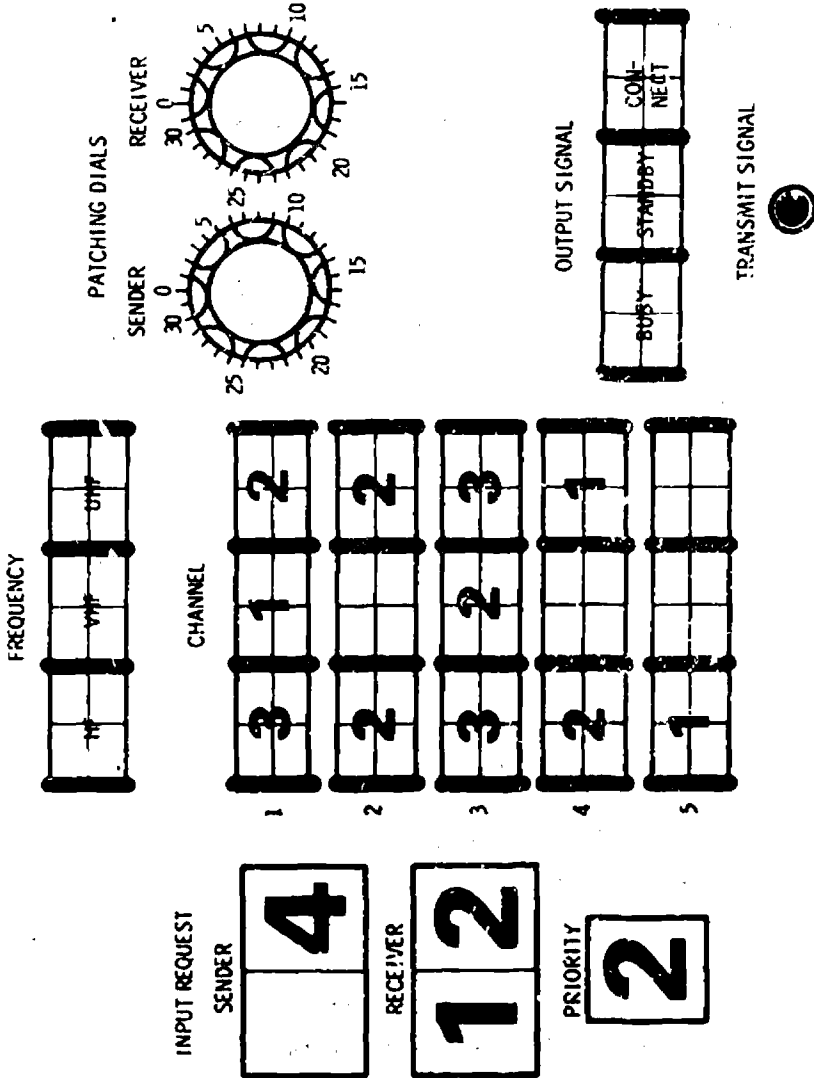 INPUT REQUEST
SENDER
4
RECEIVER
1 2
PRIORITY
2
FREQUENCY
HF VHF UHF
CHANNEL
1 3 1 2
2 2 2
3 3 2 3
4 2 1
5 1
PATCHING DIALS
SENDER
0 5 10 15 20 25 30
RECEIVER
0 5 10 15 20 25 30
OUTPUT SIGNAL
BUSY STANDBY CON-
NECT
TRANSMIT SIGNAL